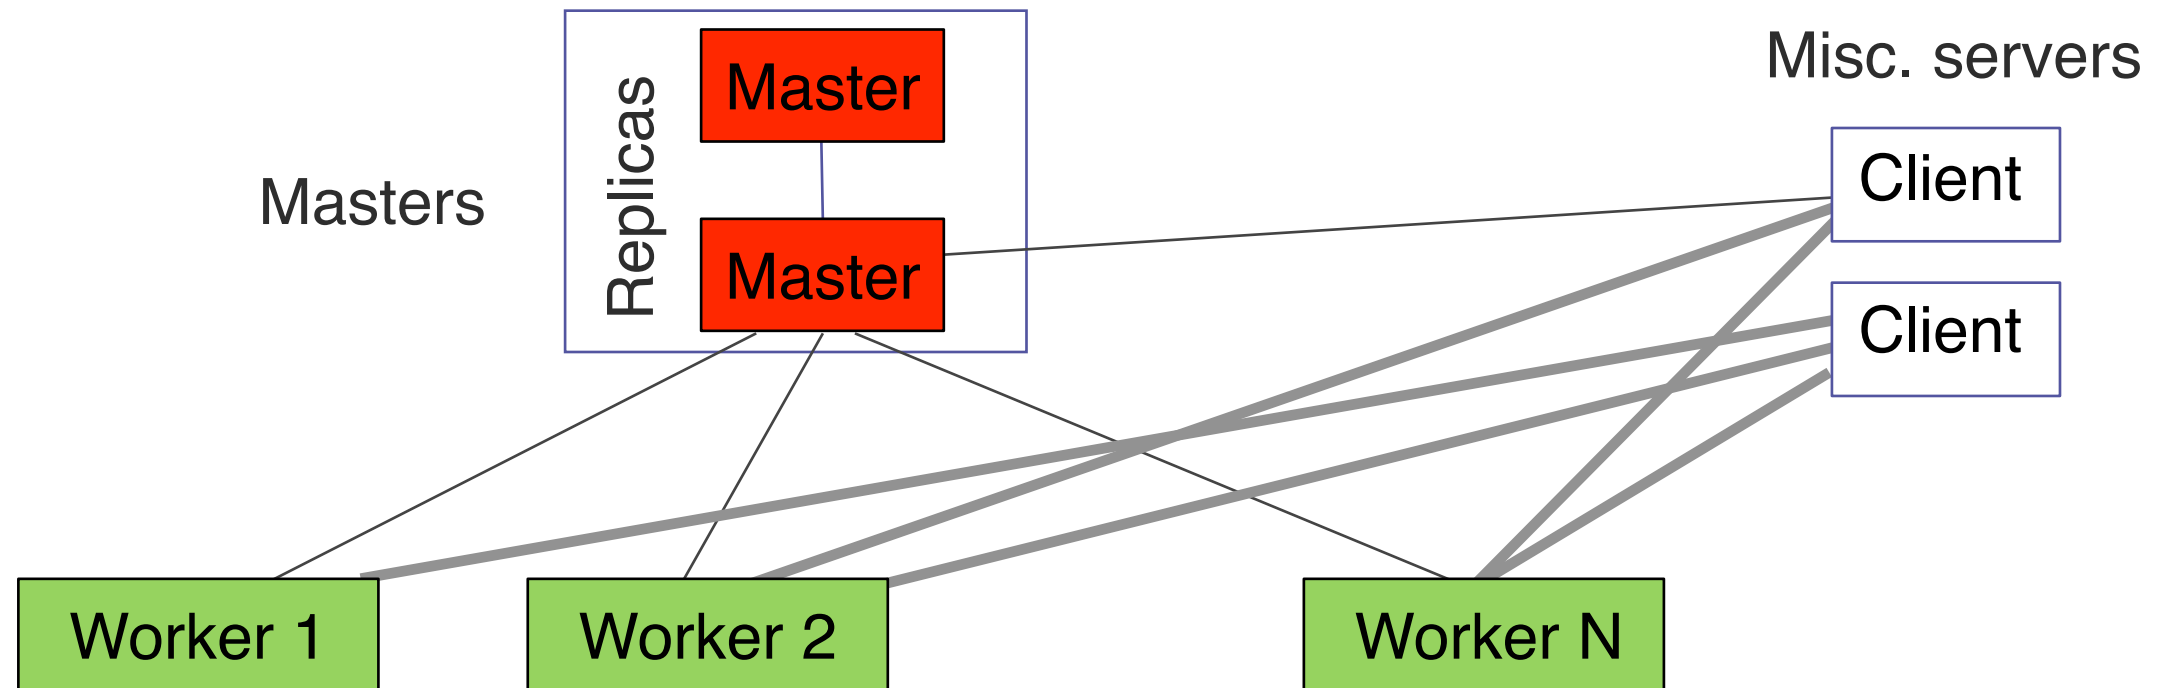 Masters
Replicas
Master
Master
Misc. servers
Client
Client
Worker 1
Worker 2
Worker N